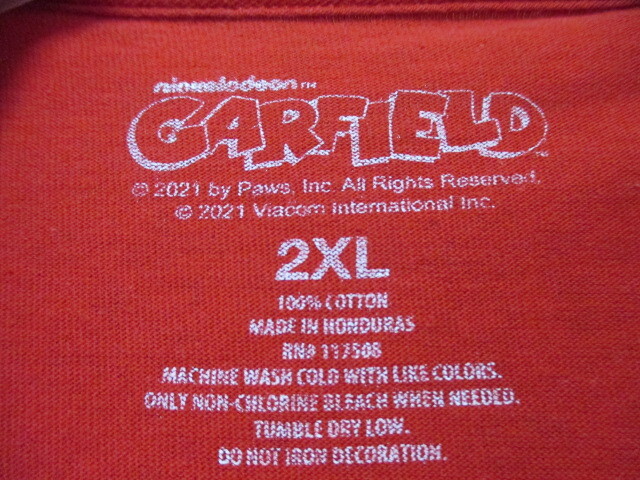 nickelodeon™
GARFIELD™
© 2021 by Paws, Inc. All Rights Reserved.
© 2021 Viacom International Inc.
2XL
100% COTTON
MADE IN HONDURAS
RN# 117508
MACHINE WASH COLD WITH LIKE COLORS.
ONLY NON-CHLORINE BLEACH WHEN NEEDED.
TUMBLE DRY LOW.
DO NOT IRON DECORATION.